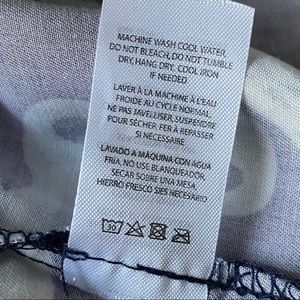 MACHINE WASH COOL WATER,
DO NOT BLEACH, DO NOT TUMBLE
DRY, HANG DRY. COOL IRON
IF NEEDED
LAVER À LA MACHINE À L'EAU
FROIDE AU CYCLE NORMAL,
NE PAS JAVELLISER, SUSPENDRE
POUR SÉCHER, FER À REPASSER
SI NÉCESSAIRE
LAVADO A MÁQUINA CON AGUA
FRÍA, NO USE BLANQUEADOR,
SECAR SOBRE UNA MESA,
HIERRO FRESCO SIES NECESARIO
30